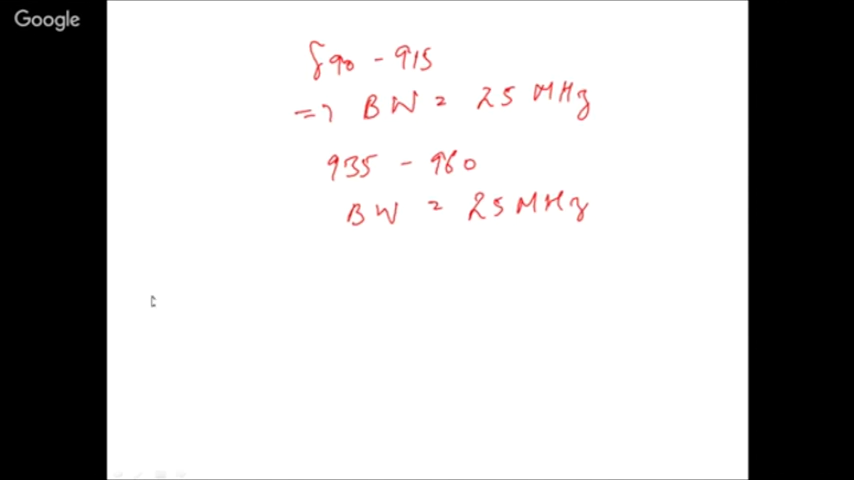 Google
890 - 915
=> BW = 25 MHz
935 - 960
BW = 25 MHz